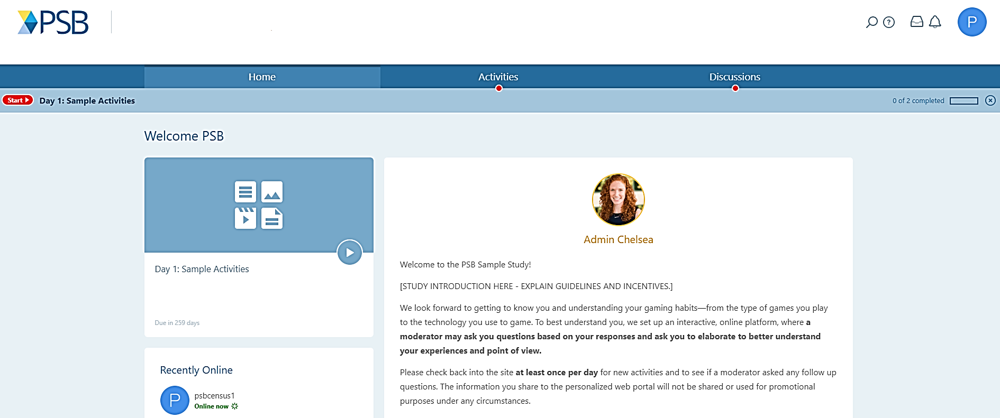 PSB
P
Home
Activities
Discussions
Start
Day 1: Sample Activities
0 of 2 completed
Welcome PSB
Day 1: Sample Activities
Due in 259 days
Recently Online
P
psbcensus1
Online now
Admin Chelsea
Welcome to the PSB Sample Study!
[STUDY INTRODUCTION HERE - EXPLAIN GUIDELINES AND INCENTIVES.]
We look forward to getting to know you and understanding your gaming habits—from the type of games you play
to the technology you use to game. To best understand you, we set up an interactive, online platform, where a
moderator may ask you questions based on your responses and ask you to elaborate to better understand
your experiences and point of view.
Please check back into the site at least once per day for new activities and to see if a moderator asked any follow up
questions. The information you share to the personalized web portal will not be shared or used for promotional
purposes under any circumstances.